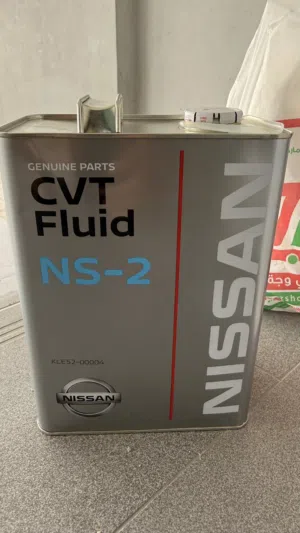 H
GENUINE PARTS
CVT
Fluid
NS-2
NISSAN
KLE52-00004
NISSAN